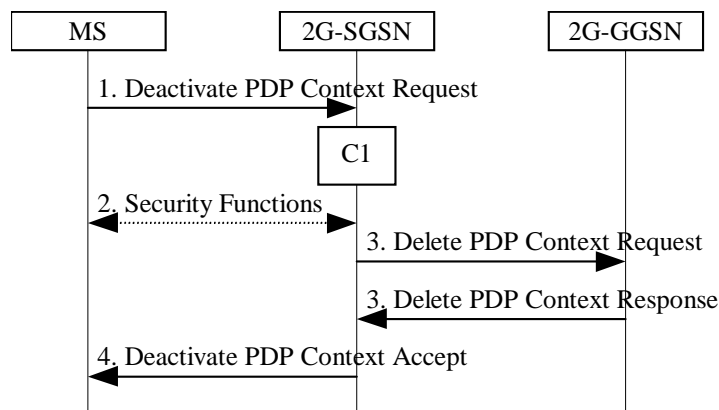 MS
2G-SGSN
2G-GGSN
1. Deactivate PDP Context Request
C1
2. Security Functions
3. Delete PDP Context Request
3. Delete PDP Context Response
4. Deactivate PDP Context Accept